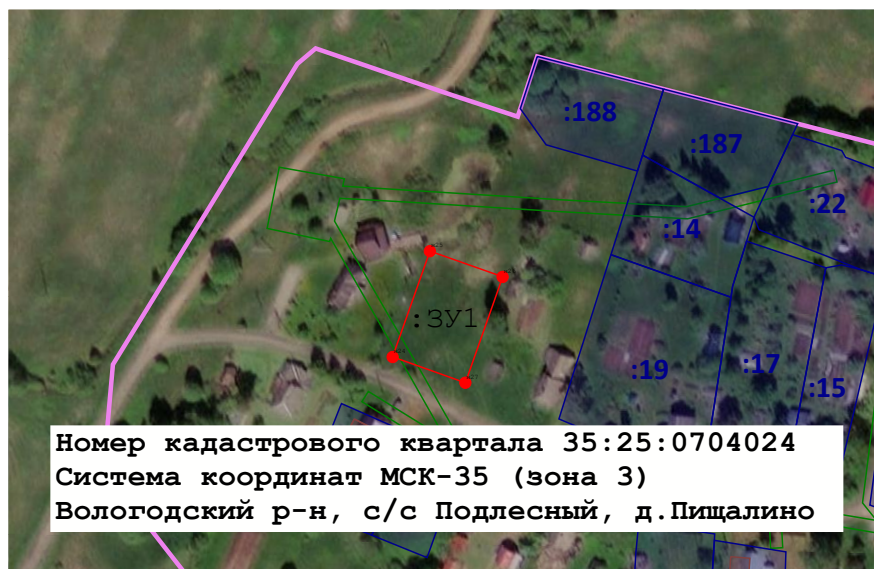 :188
:187
:22
:14
:ЗУ1
:19
:17
:15
Номер кадастрового квартала 35:25:0704024
Система координат МСК-35 (зона 3)
Вологодский р-н, с/с Подлесный, д.Пищалино